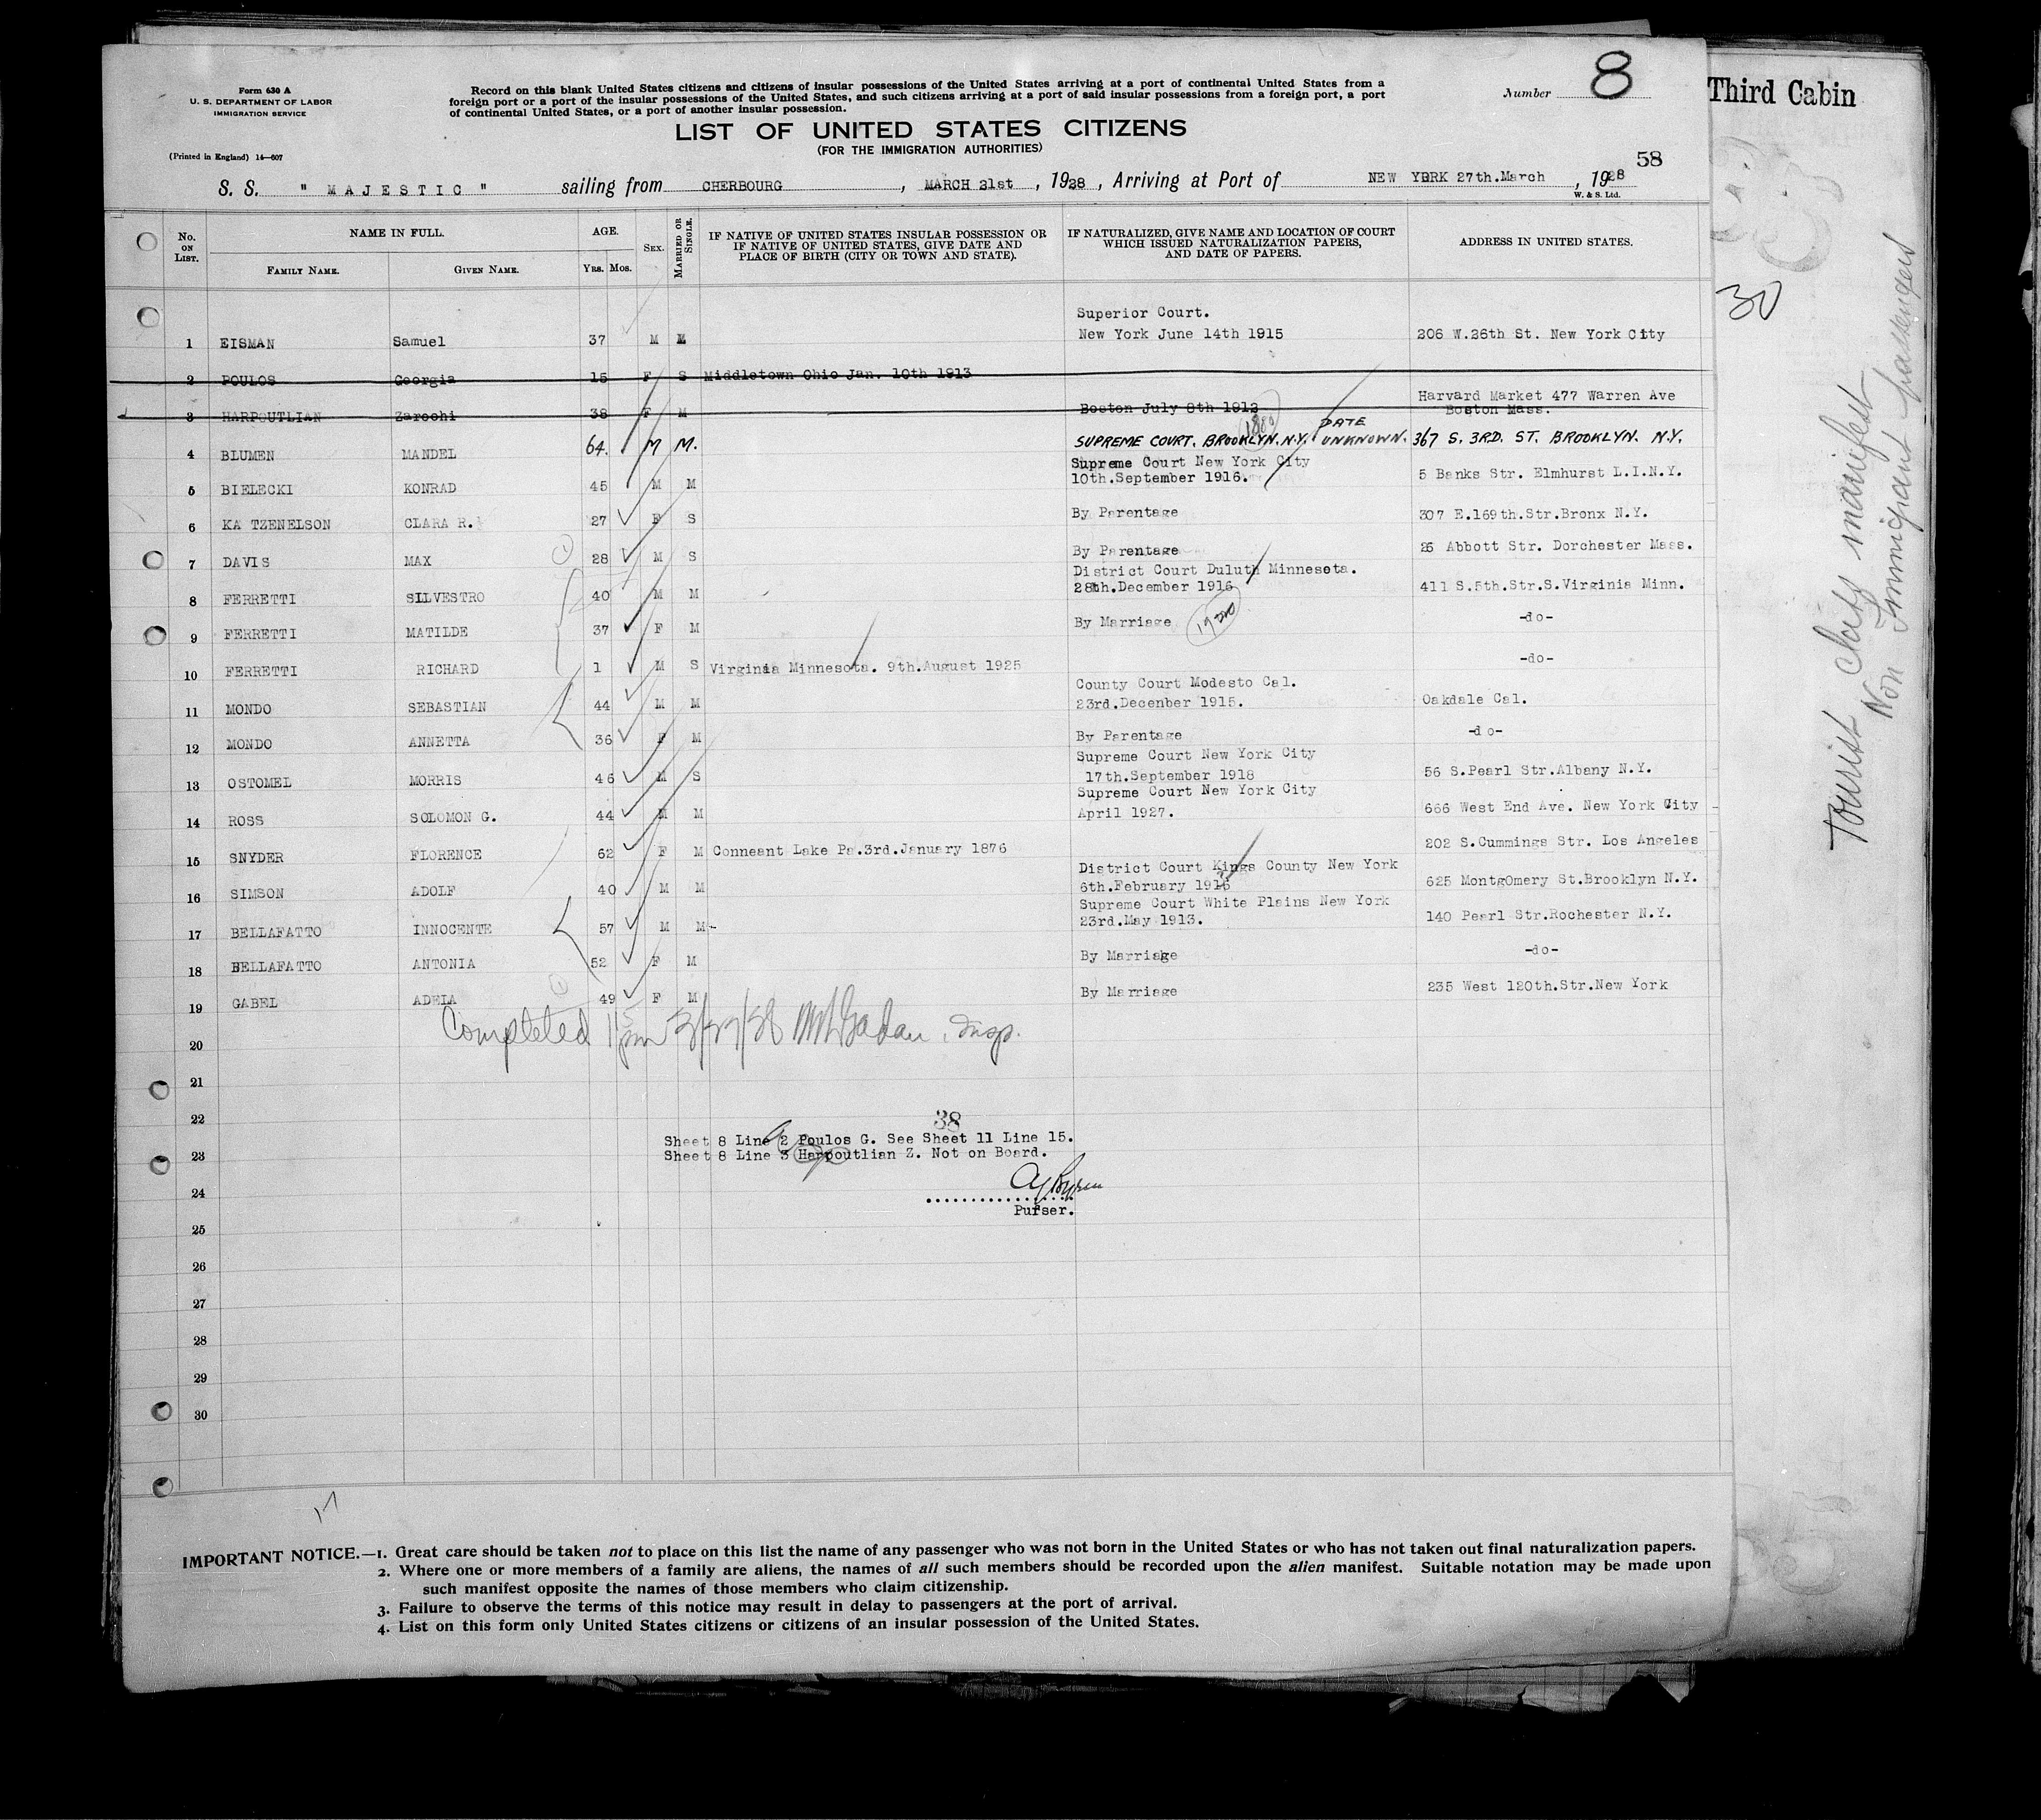 Form 630 A
U. S. DEPARTMENT OF LABOR
IMMIGRATION SERVICE
(Printed in England) 14—607
Record on this blank United States citizens and citizens of insular possessions of the United States arriving at a port of continental United States from a
foreign port or a port of the insular possessions of the United States, and such citizens arriving at a port of said insular possessions from a foreign port, a port
of continental United States, or a port of another insular possession.
LIST OF UNITED STATES CITIZENS
(FOR THE IMMIGRATION AUTHORITIES)
Number 8
58
Third Cabin
S. S. " MAJESTIC " sailing from CHERBOURG, MARCH 21st, 1928, Arriving at Port of NEW YORK 27th.March, 1928
W. & S. Ltd.
No. ON LIST. NAME IN FULL. AGE. SEX. MARRIED OR SINGLE. IF NATIVE OF UNITED STATES INSULAR POSSESSION OR IF NATIVE OF UNITED STATES, GIVE DATE AND PLACE OF BIRTH (CITY OR TOWN AND STATE). IF NATURALIZED, GIVE NAME AND LOCATION OF COURT WHICH ISSUED NATURALIZATION PAPERS, AND DATE OF PAPERS. ADDRESS IN UNITED STATES.
FAMILY NAME. GIVEN NAME. YRS. MOS.
Superior Court.
1 EISMAN Samuel 37 M M New York June 14th 1915 206 W.26th St. New York City
2 POULOS Georgia 15 F S Middletown Ohio Jan. 10th 1913
Harvard Market 477 Warren Ave
3 HARPOUTLIAN Zarochi 38 F M Boston July 8th 1912 Boston Mass.
4 BLUMEN MANDEL 64. M M. SUPREME COURT. BROOKLYN. N.Y. DATE UNKNOWN. 367 S. 3RD. ST. BROOKLYN. N.Y.
1880
Supreme Court New York City
5 BIELECKI KONRAD 45 M M 10th.September 1916. 5 Banks Str. Elmhurst L.I.N.Y.
6 KA TZENELSON CLARA R. 27 F S By Parentage 307 E.169th.Str.Bronx N.Y.
7 DAVIS MAX 28 M S By Parentage 26 Abbott Str. Dorchester Mass.
District Court Duluth Minnesota.
8 FERRETTI SILVESTRO 40 M M 28th.December 1916 411 S.5th.Str.S.Virginia Minn.
9 FERRETTI MATILDE 37 F M By Marriage -do-
10 FERRETTI RICHARD 1 M S Virginia Minnesota. 9th.August 1925 -do-
County Court Modesto Cal.
11 MONDO SEBASTIAN 44 M M 23rd.Decenber 1915. Oakdale Cal.
12 MONDO ANNETTA 36 F M By Parentage -do-
Supreme Court New York City
13 OSTOMEL MORRIS 46 M S 17th.September 1918 56 S.Pearl Str.Albany N.Y.
Supreme Court New York City
14 ROSS SOLOMON G. 44 M M April 1927. 666 West End Ave. New York City
15 SNYDER FLORENCE 52 F M Conneant Lake Pa.3rd.January 1876 202 S.Cummings Str. Los Angeles
District Court Kings County New York
16 SIMSON ADOLF 40 M M 6th.February 1915 625 MontgOmery St.Brooklyn N.Y.
Supreme Court White Plains New York
17 BELLAFATTO INNOCENTE 57 M M- 23rd.May 1913. 140 Pearl Str.Rochester N.Y.
18 BELLAFATTO ANTONIA 52 F M By Marriage -do-
19 GABEL ADELA 49 F M By Marriage 235 West 120th.Str.New York
Completed pm 3/27/28 Insp.
20
21
22
23
24
25
26
27
28
29
30
38
Sheet 8 Line 2 Poulos G. See Sheet 11 Line 15.
Sheet 8 Line 3 Harpoutlian Z. Not on Board.
Purser.
IMPORTANT NOTICE.—1. Great care should be taken not to place on this list the name of any passenger who was not born in the United States or who has not taken out final naturalization papers.
2. Where one or more members of a family are aliens, the names of all such members should be recorded upon the alien manifest. Suitable notation may be made upon
such manifest opposite the names of those members who claim citizenship.
3. Failure to observe the terms of this notice may result in delay to passengers at the port of arrival.
4. List on this form only United States citizens or citizens of an insular possession of the United States.
30
Tourist Class manifest
Non Immigrant passengers